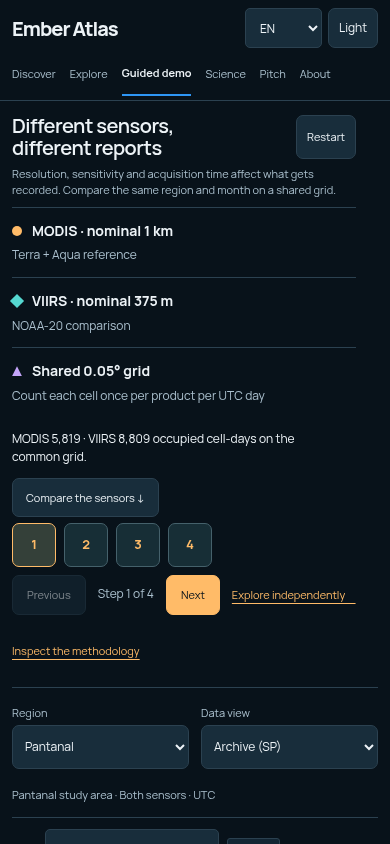 Ember Atlas
EN
Light
Discover
Explore
Guided demo
Science
Pitch
About
Different sensors,
different reports
Restart
Resolution, sensitivity and acquisition time affect what gets
recorded. Compare the same region and month on a shared grid.
MODIS · nominal 1 km
Terra + Aqua reference
VIIRS · nominal 375 m
NOAA-20 comparison
Shared 0.05° grid
Count each cell once per product per UTC day
MODIS 5,819 · VIIRS 8,809 occupied cell-days on the
common grid.
Compare the sensors ↓
1
2
3
4
Previous
Step 1 of 4
Next
Explore independently
Inspect the methodology
Region
Data view
Pantanal
Archive (SP)
Pantanal study area · Both sensors · UTC